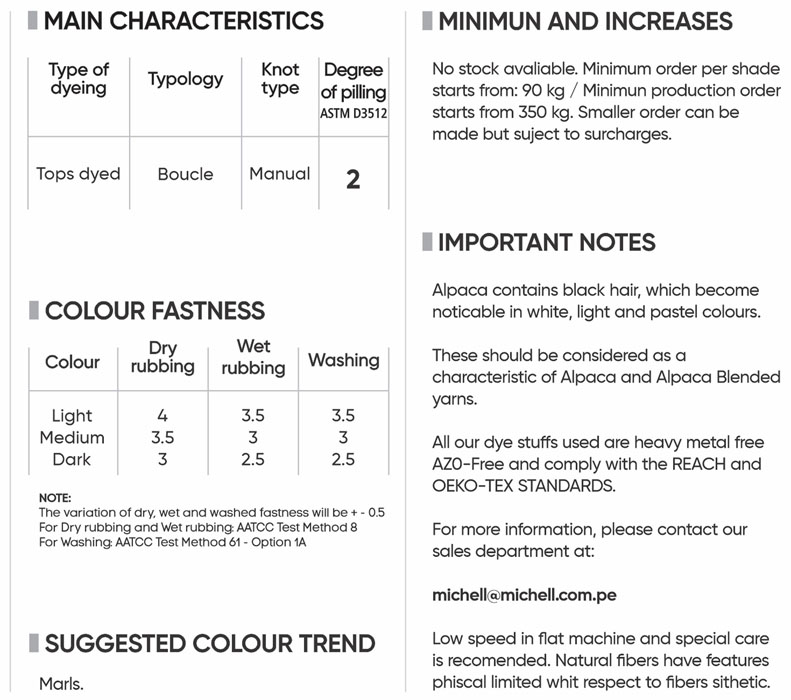 MAIN CHARACTERISTICS
Type of dyeing Typology Knot type Degree of pilling ASTM D3512
Tops dyed Boucle Manual 2
COLOUR FASTNESS
Colour Dry rubbing Wet rubbing Washing
Light 4 3.5 3.5
Medium 3.5 3 3
Dark 3 2.5 2.5
NOTE:
The variation of dry, wet and washed fastness will be + - 0.5
For Dry rubbing and Wet rubbing: AATCC Test Method 8
For Washing: AATCC Test Method 61 - Option 1A
SUGGESTED COLOUR TREND
Marls.
MINIMUN AND INCREASES
No stock avaliable. Minimum order per shade
starts from: 90 kg / Minimun production order
starts from 350 kg. Smaller order can be
made but suject to surcharges.
IMPORTANT NOTES
Alpaca contains black hair, which become
noticable in white, light and pastel colours.
These should be considered as a
characteristic of Alpaca and Alpaca Blended
yarns.
All our dye stuffs used are heavy metal free
AZ0-Free and comply with the REACH and
OEKO-TEX STANDARDS.
For more information, please contact our
sales department at:
michell@michell.com.pe
Low speed in flat machine and special care
is recomended. Natural fibers have features
phiscal limited whit respect to fibers sithetic.